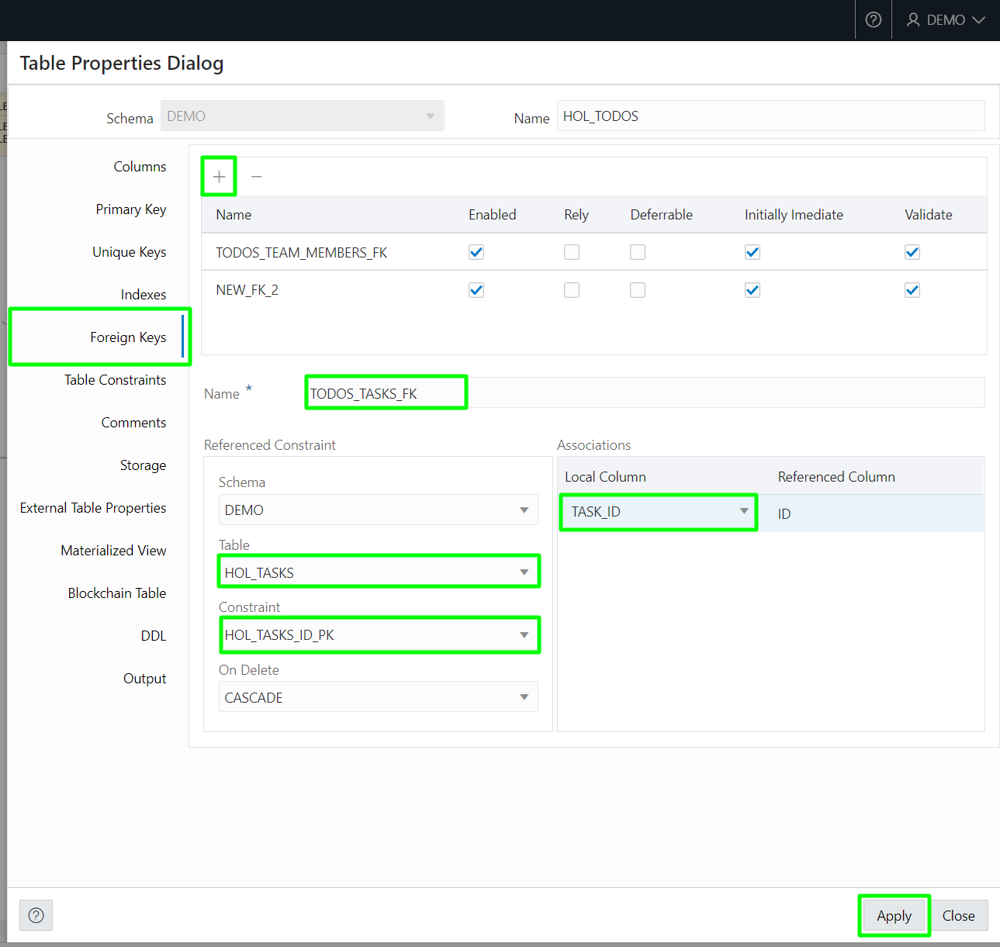 DEMO
Table Properties Dialog
Schema DEMO Name HOL_TODOS
LE
LE
LE
Columns
Primary Key
Unique Keys
Indexes
Foreign Keys
Table Constraints
Comments
Storage
External Table Properties
Materialized View
Blockchain Table
DDL
Output
Name Enabled Rely Deferrable Initially Imediate Validate
TODOS_TEAM_MEMBERS_FK
NEW_FK_2
Name * TODOS_TASKS_FK
Referenced Constraint
Schema
DEMO
Table
HOL_TASKS
Constraint
HOL_TASKS_ID_PK
On Delete
CASCADE
Associations
Local Column Referenced Column
TASK_ID ID
Apply Close